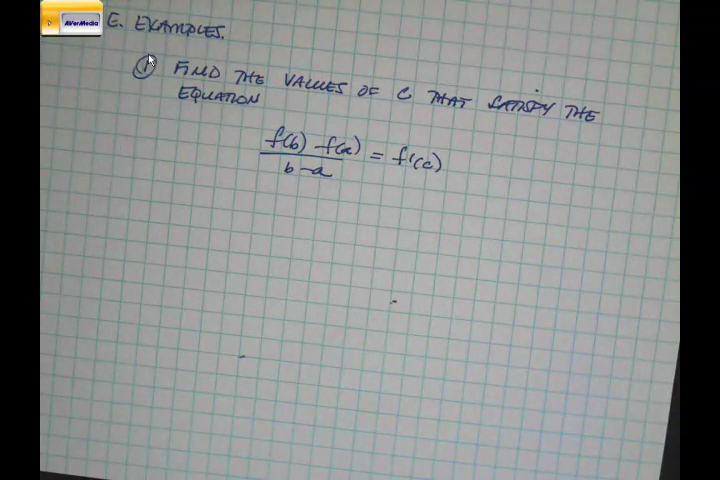 AVerMedia
E. EXAMPLES.
① FIND THE VALUES OF C THAT SATISFY THE
EQUATION
f(b) - f(a) / b - a = f'(c)